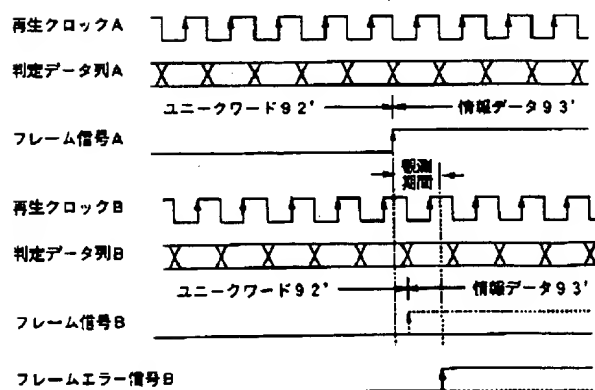 再生クロックA
判定データ列A
ユニークワード92' 情報データ93'
フレーム信号A
観測
期間
再生クロックB
判定データ列B
ユニークワード92' 情報データ93'
フレーム信号B
フレームエラー信号B